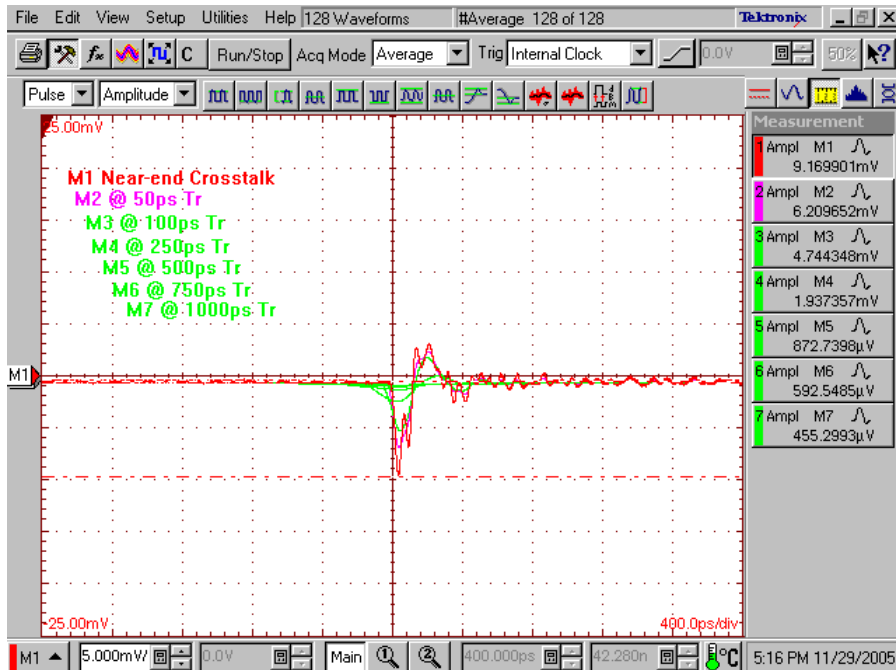 File Edit View Setup Utilities Help 128 Waveforms #Average 128 of 128 Tektronix
C Run/Stop Acq Mode Average Trig Internal Clock 0.0V 50%
Pulse Amplitude
25.00mV
M1 Near-end Crosstalk
M2 @ 50ps Tr
M3 @ 100ps Tr
M4 @ 250ps Tr
M5 @ 500ps Tr
M6 @ 750ps Tr
M7 @ 1000ps Tr
M1
-25.00mV 400.0ps/div
Measurement
1 Ampl M1
9.169901mV
2 Ampl M2
6.209652mV
3 Ampl M3
4.744348mV
4 Ampl M4
1.937357mV
5 Ampl M5
872.7398µV
6 Ampl M6
592.5485µV
7 Ampl M7
455.2993µV
M1 5.000mV/ 0.0V Main 1 2 400.000ps 42.280n °C 5:16 PM 11/29/2006